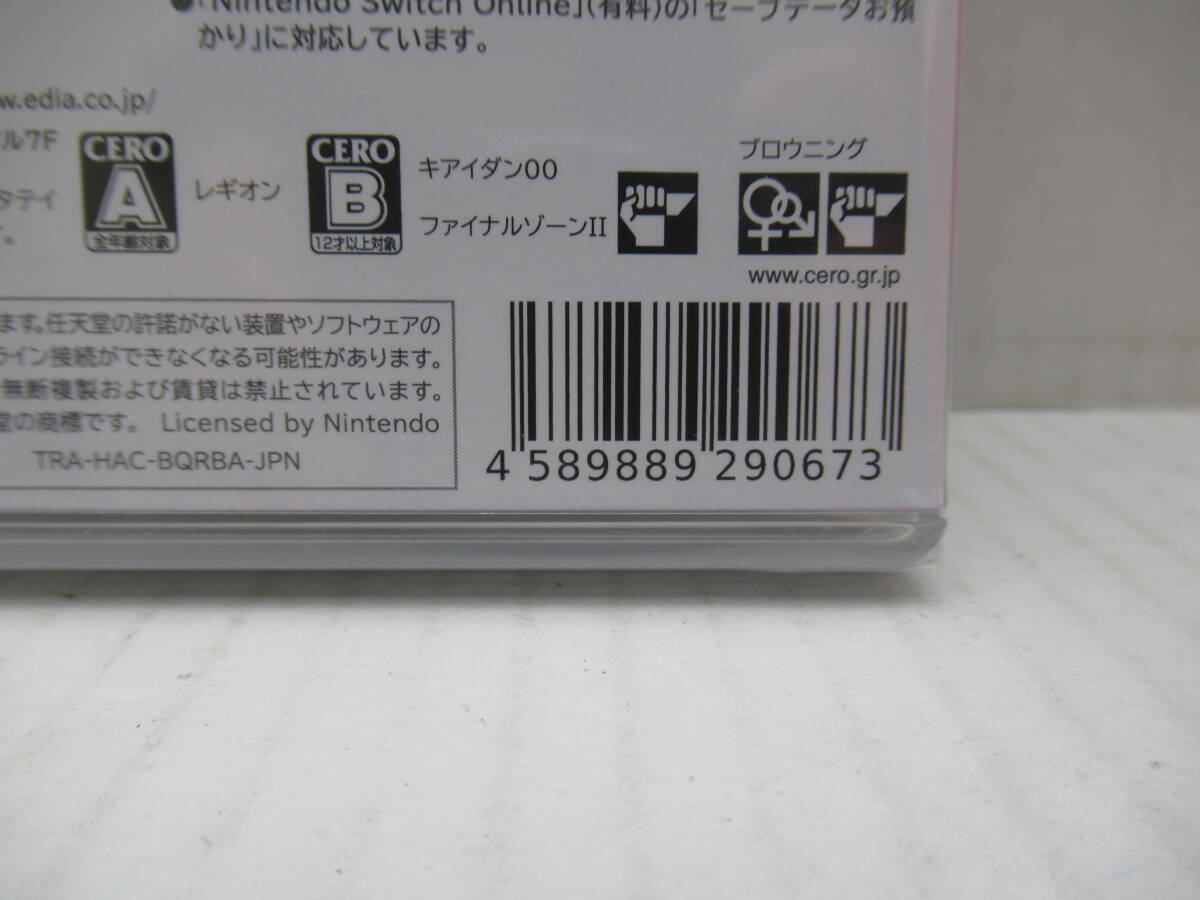 ●「Nintendo Switch Online」(有料)の「セーブデータお預
かり」に対応しています。
w.edia.co.jp/
ル7F
タテイ
す。
CERO
A
全年齢対象
レギオン
CERO
B
12才以上対象
キアイダン00
ファイナルゾーンII
ブロウニング
www.cero.gr.jp
ます。任天堂の許諾がない装置やソフトウェアの
ライン接続ができなくなる可能性があります。
無断複製および賃貸は禁止されています。
堂の商標です。 Licensed by Nintendo
TRA-HAC-BQRBA-JPN
4 589889 290673